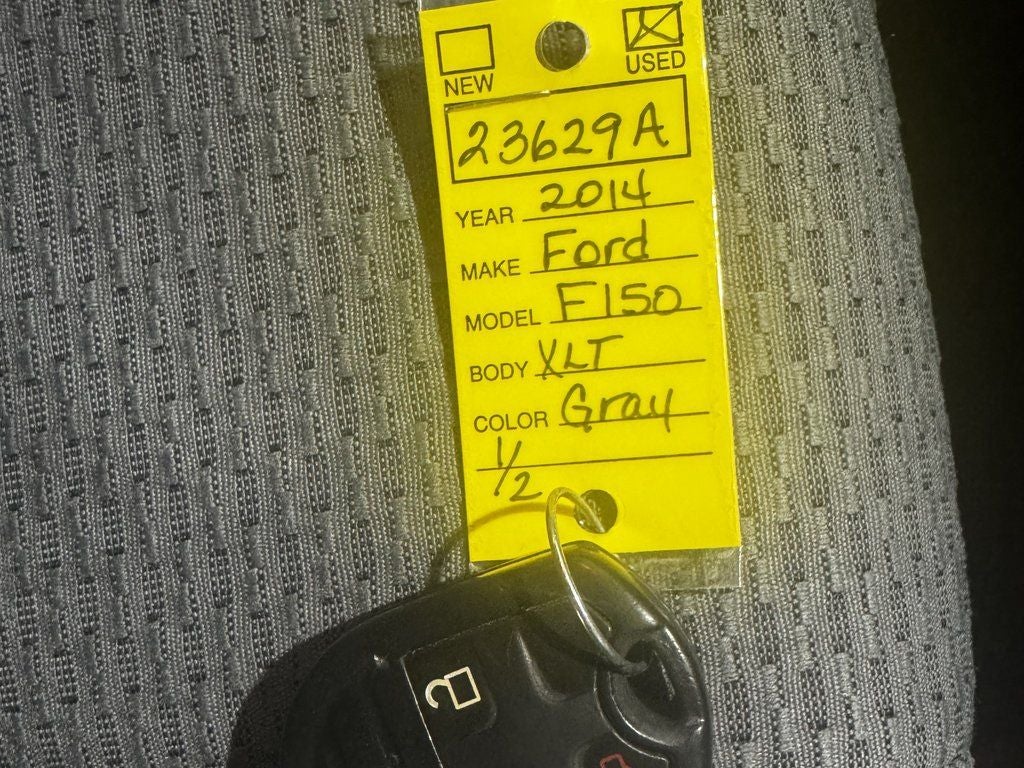 NEW USED
23629A
YEAR 2014
MAKE Ford
MODEL F150
BODY XLT
COLOR Gray
1/2